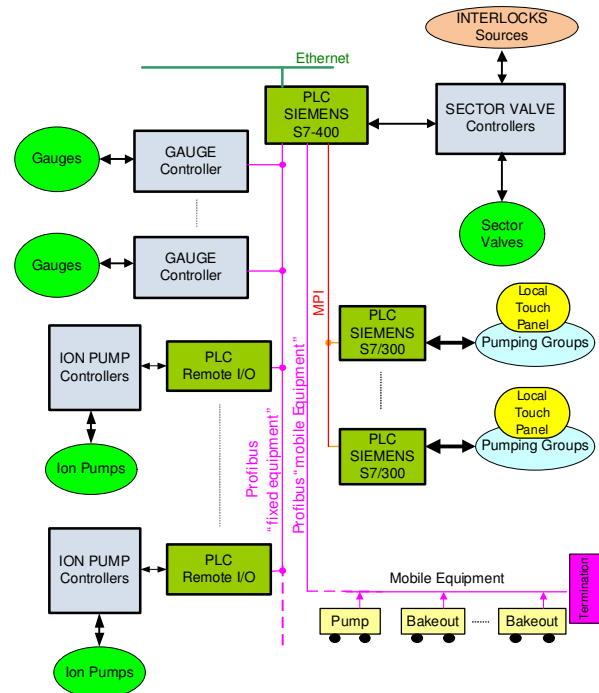 INTERLOCKS
Sources
Ethernet
PLC
SIEMENS
S7-400
SECTOR VALVE
Controllers
Gauges
GAUGE
Controller
Sector
Valves
Gauges
GAUGE
Controller
MPI
Local
Touch
Panel
PLC
SIEMENS
S7/300
Pumping Groups
ION PUMP
Controllers
PLC
Remote I/O
Local
Touch
Panel
PLC
SIEMENS
S7/300
Pumping Groups
Ion Pumps
Profibus
“fixed equipment”
Profibus “mobile Equipment”
ION PUMP
Controllers
PLC
Remote I/O
Mobile Equipment
Termination
Pump
Bakeout
Bakeout
Ion Pumps